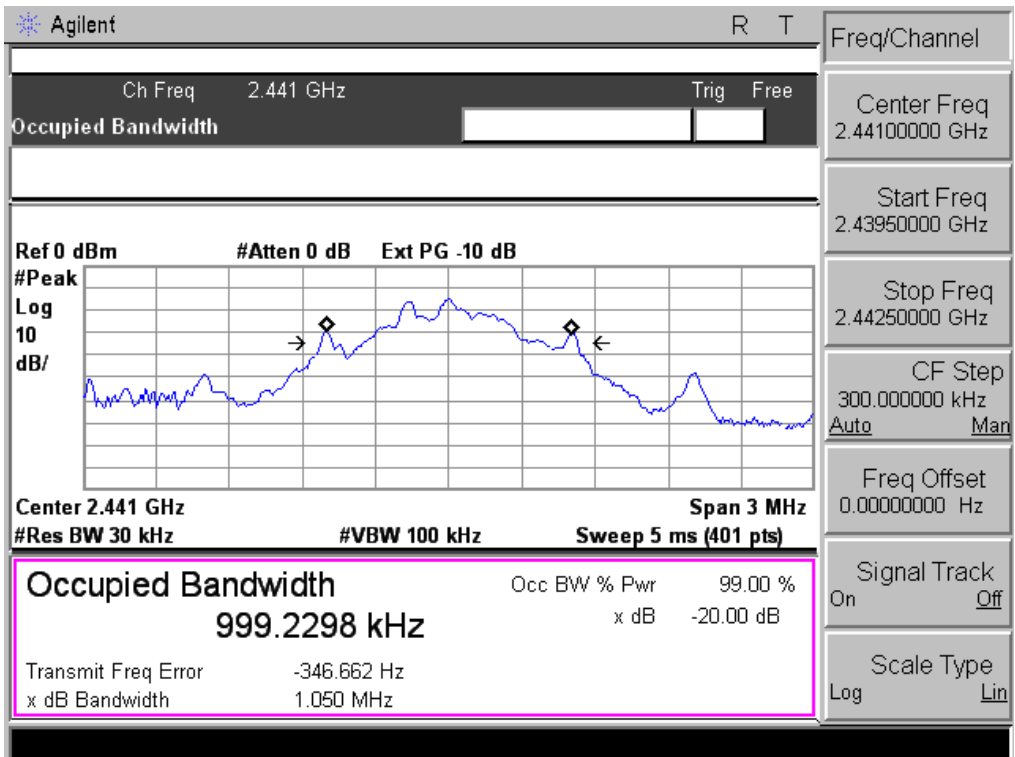 Agilent
R T
Ch Freq 2.441 GHz Trig Free
Occupied Bandwidth
Ref 0 dBm #Atten 0 dB Ext PG -10 dB
#Peak
Log
10
dB/
Center 2.441 GHz Span 3 MHz
#Res BW 30 kHz #VBW 100 kHz Sweep 5 ms (401 pts)
Occupied Bandwidth
999.2298 kHz
Occ BW % Pwr 99.00 %
x dB -20.00 dB
Transmit Freq Error -346.662 Hz
x dB Bandwidth 1.050 MHz
Freq/Channel
Center Freq
2.44100000 GHz
Start Freq
2.43950000 GHz
Stop Freq
2.44250000 GHz
CF Step
300.000000 kHz
Auto Man
Freq Offset
0.00000000 Hz
Signal Track
On Off
Scale Type
Log Lin